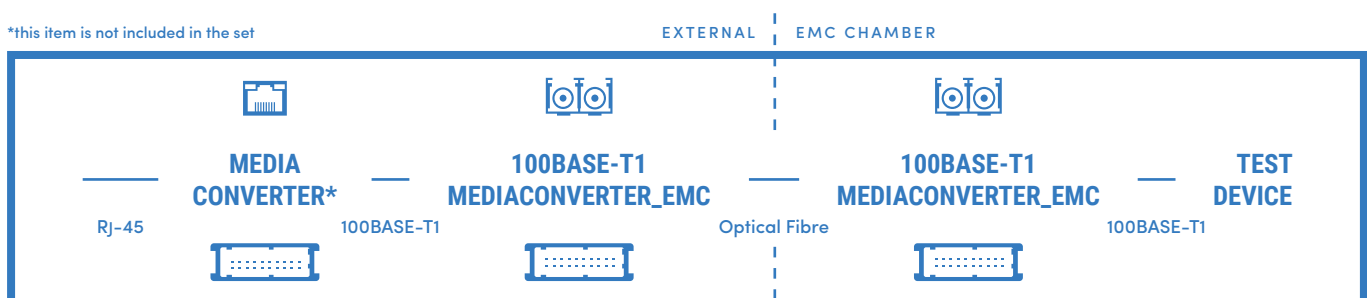 *this item is not included in the set
EXTERNAL
EMC CHAMBER
MEDIA
CONVERTER*
100BASE-T1
MEDIACONVERTER_EMC
100BASE-T1
MEDIACONVERTER_EMC
TEST
DEVICE
Rj-45
100BASE-T1
Optical Fibre
100BASE-T1